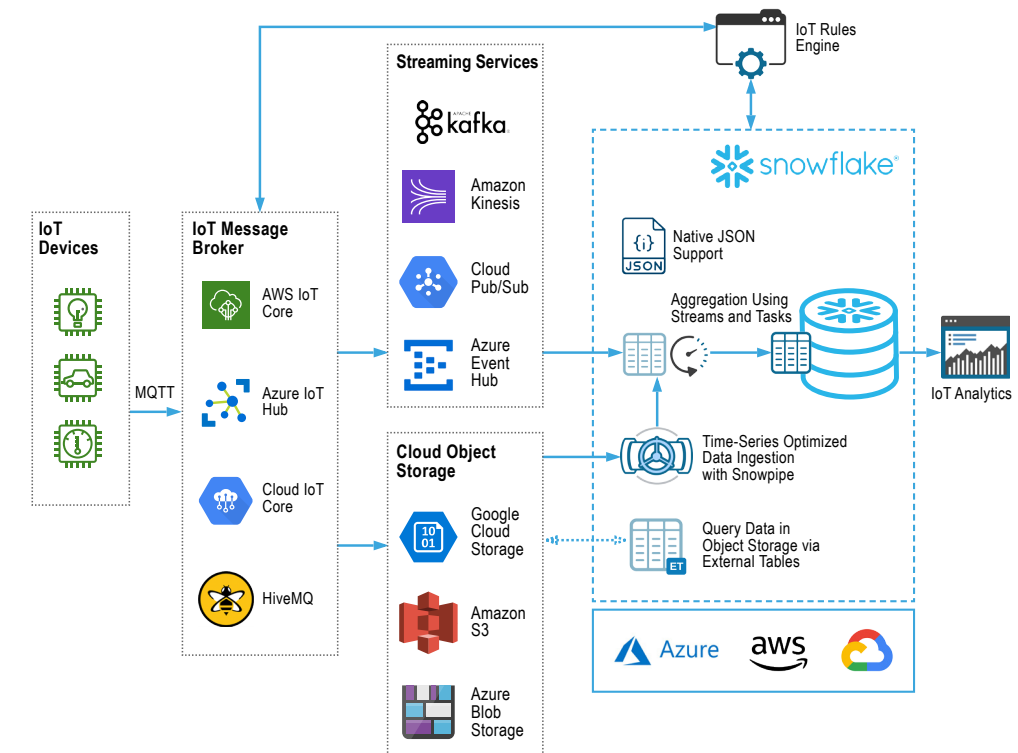 IoT Rules
Engine
Streaming Services
APACHE
kafka
Amazon
Kinesis
Cloud
Pub/Sub
Azure
Event
Hub
IoT
Devices
MQTT
IoT Message
Broker
AWS IoT
Core
Azure IoT
Hub
Cloud IoT
Core
HiveMQ
Cloud Object
Storage
10
01
Google
Cloud
Storage
Amazon
S3
Azure
Blob
Storage
snowflake®
{i}
JSON
Native JSON
Support
Aggregation Using
Streams and Tasks
Time-Series Optimized
Data Ingestion
with Snowpipe
ET
Query Data in
Object Storage via
External Tables
IoT Analytics
Azure
aws